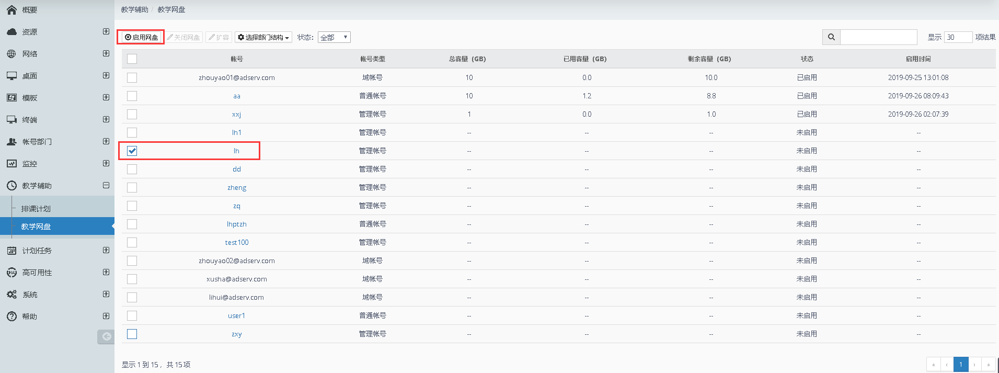 概要
资源
网络
桌面
模板
终端
帐号部门
监控
教学辅助
排课计划
教学网盘
计划任务
高可用性
系统
帮助
教学辅助 / 教学网盘
启用网盘 关闭网盘 扩容 选择部门结构 状态: 全部 显示 30 项结果
帐号 帐号类型 总容量 (GB) 已用容量 (GB) 剩余容量 (GB) 状态 启用时间
zhouyao01@adserv.com 域帐号 10 0.0 10.0 已启用 2019-09-25 13:01:08
aa 普通帐号 10 1.2 8.8 已启用 2019-09-26 08:09:43
xxj 管理帐号 1 0.0 1.0 已启用 2019-09-26 02:07:39
lh1 管理帐号 -- -- -- 未启用 --
lh 管理帐号 -- -- -- 未启用 --
dd 管理帐号 -- -- -- 未启用 --
zheng 管理帐号 -- -- -- 未启用 --
zq 管理帐号 -- -- -- 未启用 --
lhptzh 普通帐号 -- -- -- 未启用 --
test100 管理帐号 -- -- -- 未启用 --
zhouyao02@adserv.com 域帐号 -- -- -- 未启用 --
xusha@adserv.com 域帐号 -- -- -- 未启用 --
lihui@adserv.com 域帐号 -- -- -- 未启用 --
user1 普通帐号 -- -- -- 未启用 --
zxy 管理帐号 -- -- -- 未启用 --
显示 1 到 15 , 共 15 项
« ‹ 1 › »